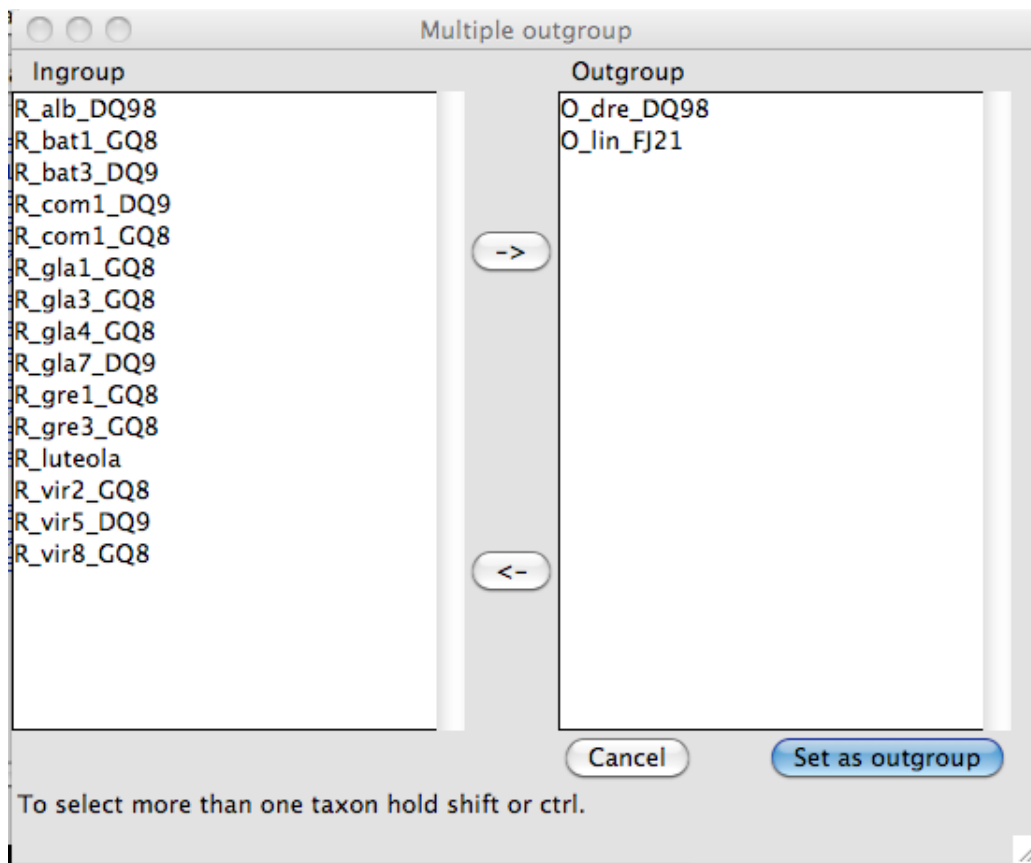 Multiple outgroup
Ingroup
R_alb_DQ98
R_bat1_GQ8
R_bat3_DQ9
R_com1_DQ9
R_com1_GQ8
R_gla1_GQ8
R_gla3_GQ8
R_gla4_GQ8
R_gla7_DQ9
R_gre1_GQ8
R_gre3_GQ8
R_luteola
R_vir2_GQ8
R_vir5_DQ9
R_vir8_GQ8
->
<-
Outgroup
O_dre_DQ98
O_lin_FJ21
Cancel
Set as outgroup
To select more than one taxon hold shift or ctrl.